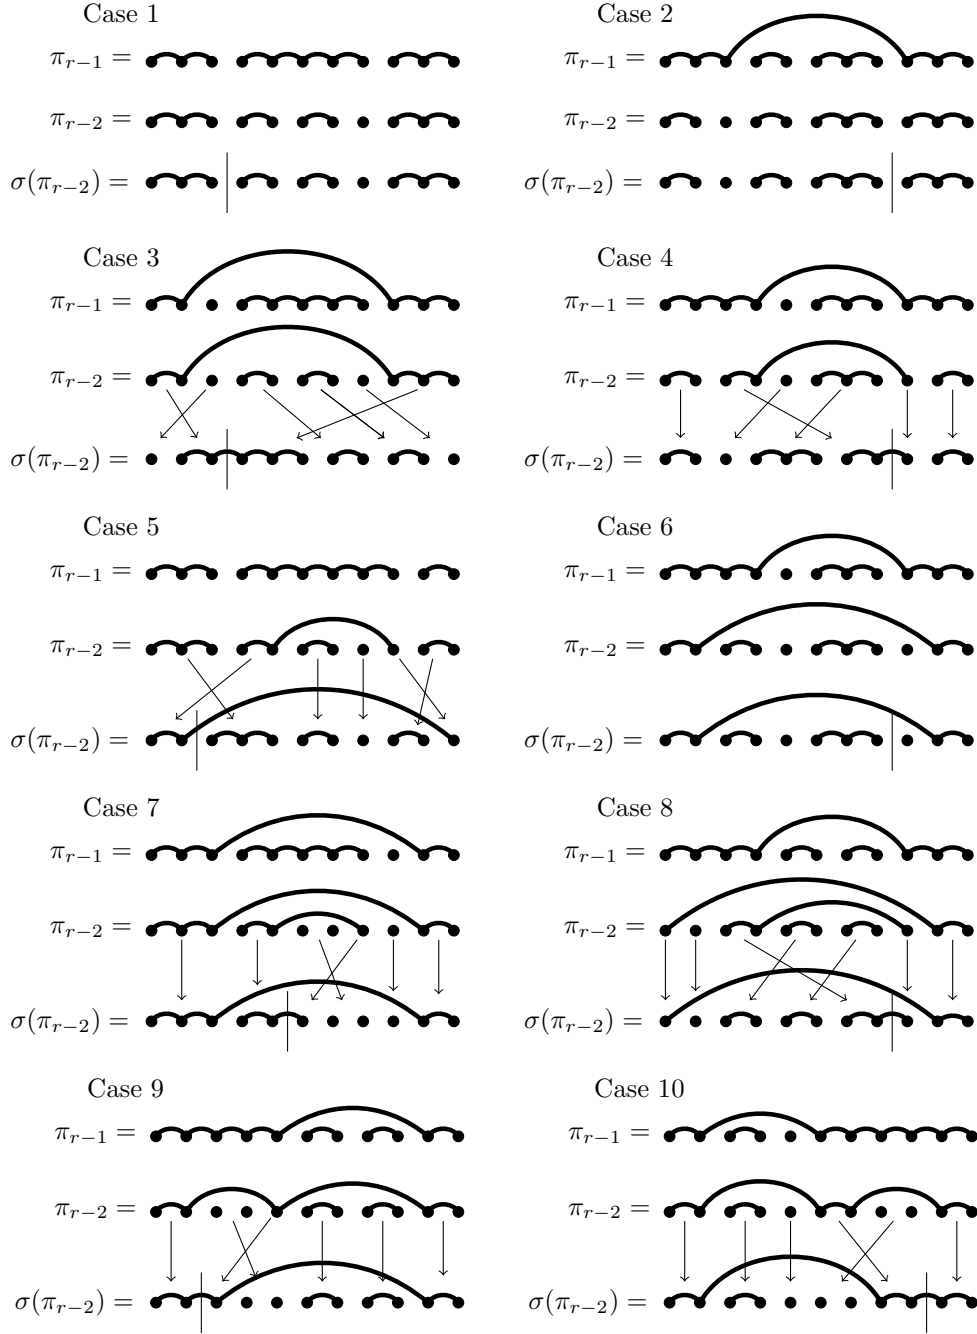 Case 1
π_{r−1} =
π_{r−2} =
σ(π_{r−2}) =
Case 2
π_{r−1} =
π_{r−2} =
σ(π_{r−2}) =
Case 3
π_{r−1} =
π_{r−2} =
σ(π_{r−2}) =
Case 4
π_{r−1} =
π_{r−2} =
σ(π_{r−2}) =
Case 5
π_{r−1} =
π_{r−2} =
σ(π_{r−2}) =
Case 6
π_{r−1} =
π_{r−2} =
σ(π_{r−2}) =
Case 7
π_{r−1} =
π_{r−2} =
σ(π_{r−2}) =
Case 8
π_{r−1} =
π_{r−2} =
σ(π_{r−2}) =
Case 9
π_{r−1} =
π_{r−2} =
σ(π_{r−2}) =
Case 10
π_{r−1} =
π_{r−2} =
σ(π_{r−2}) =